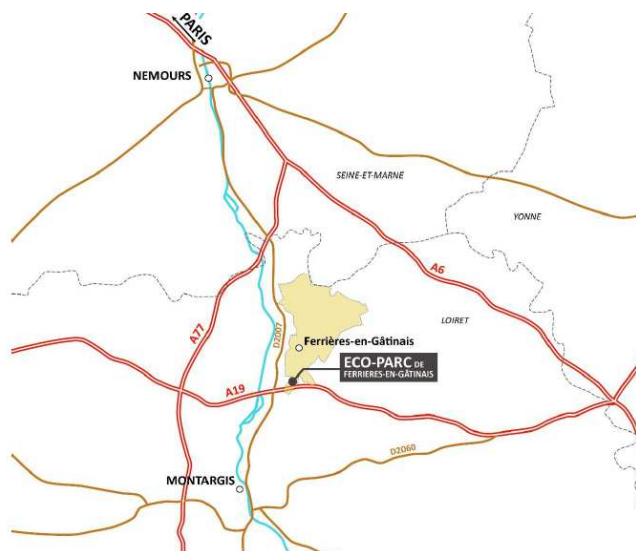 PARIS
NEMOURS
SEINE-ET-MARNE
YONNE
A6
LOIRET
A77
D2007
Ferrières-en-Gâtinais
ECO-PARC DE
FERRIERES-EN-GÂTINAIS
A19
D2060
MONTARGIS